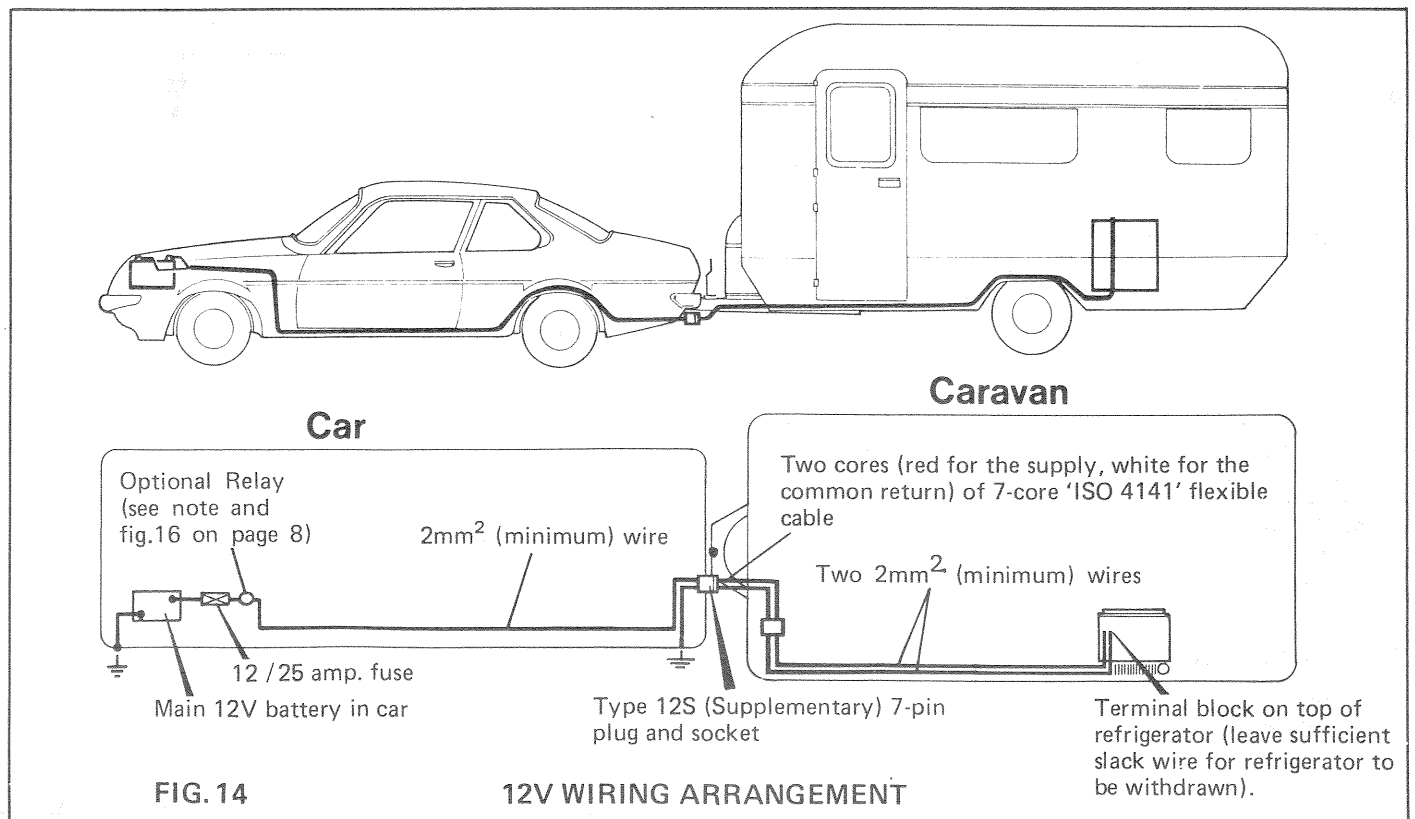 Car
Caravan
Optional Relay
(see note and
fig.16 on page 8)
2mm² (minimum) wire
Two cores (red for the supply, white for the
common return) of 7-core 'ISO 4141' flexible
cable
Two 2mm² (minimum) wires
12 /25 amp. fuse
Main 12V battery in car
Type 12S (Supplementary) 7-pin
plug and socket
Terminal block on top of
refrigerator (leave sufficient
slack wire for refrigerator to
be withdrawn).
FIG. 14
12V WIRING ARRANGEMENT